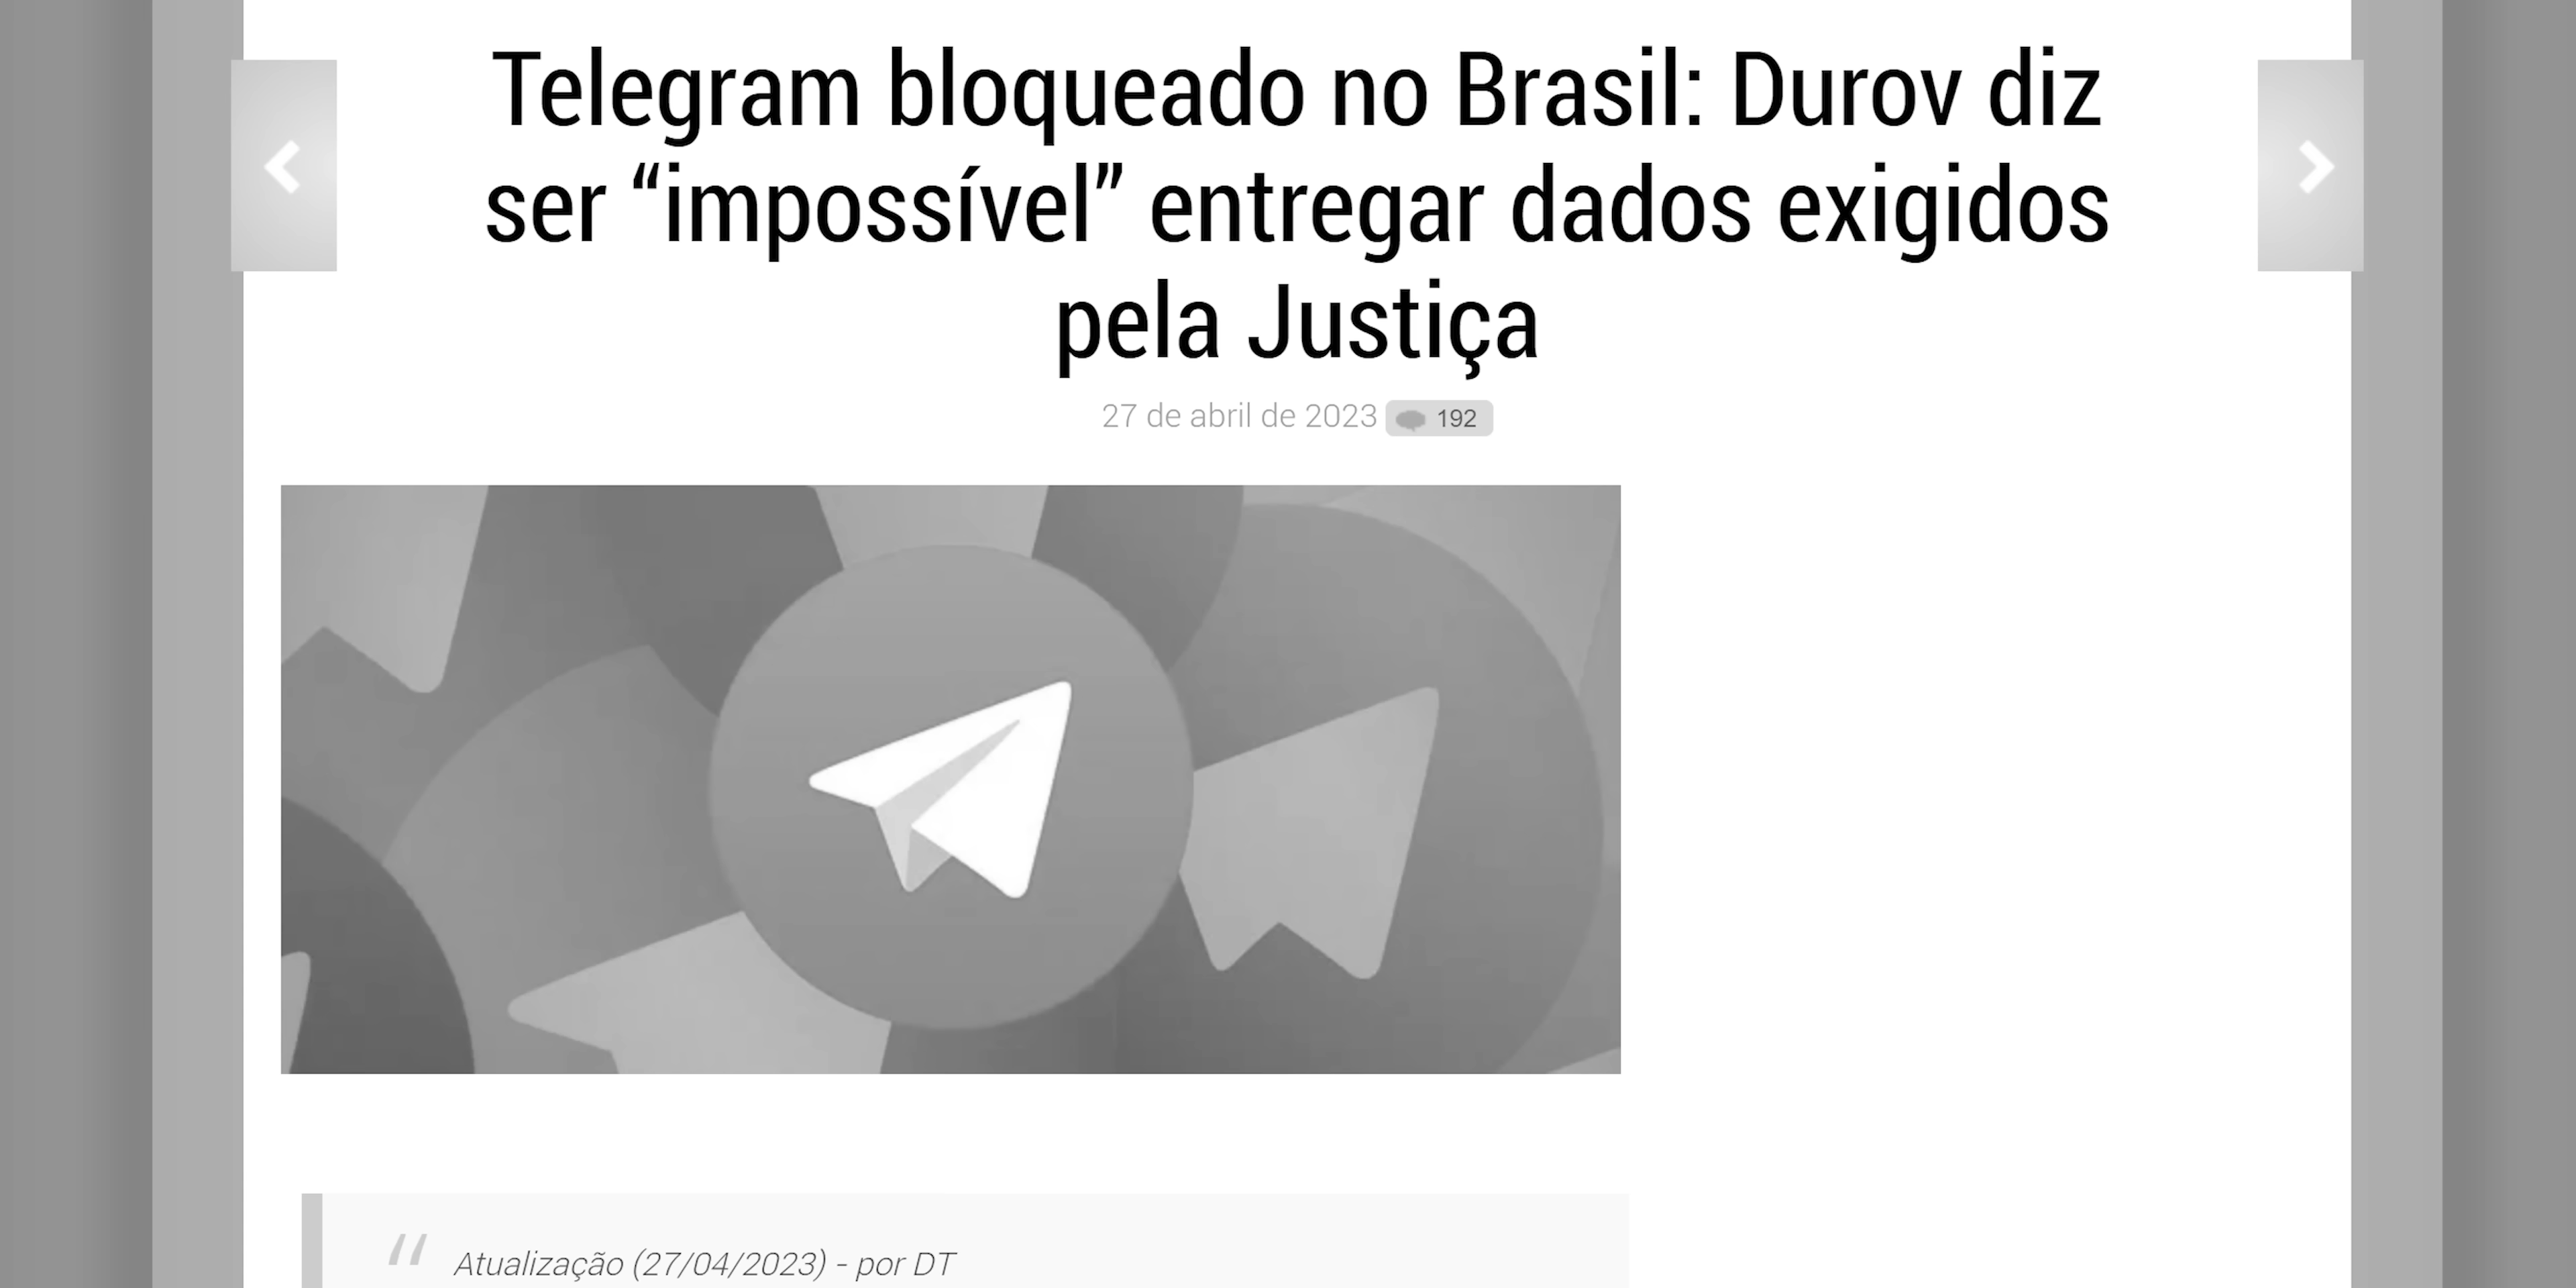 Telegram bloqueado no Brasil: Durov diz
ser “impossível” entregar dados exigidos
pela Justiça
27 de abril de 2023 192
Atualização (27/04/2023) - por DT